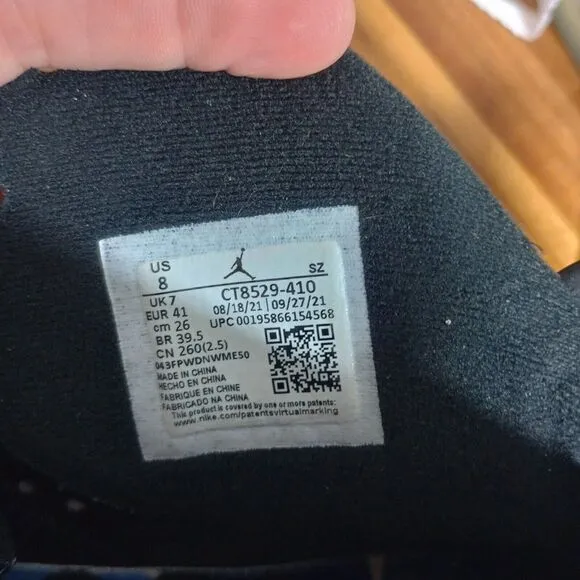 US
8
SZ
UK 7
EUR 41
cm 26
BR 39.5
CN 260(2.5)
CT8529-410
08/18/21 | 09/27/21
UPC 00195866154568
043FPWDNWME50
MADE IN CHINA
HECHO EN CHINA
FABRIQUE EN CHINE
FABRICADO NA CHINA
This product is covered by one or more patents:
www.nike.com/patentsvirtualmarking